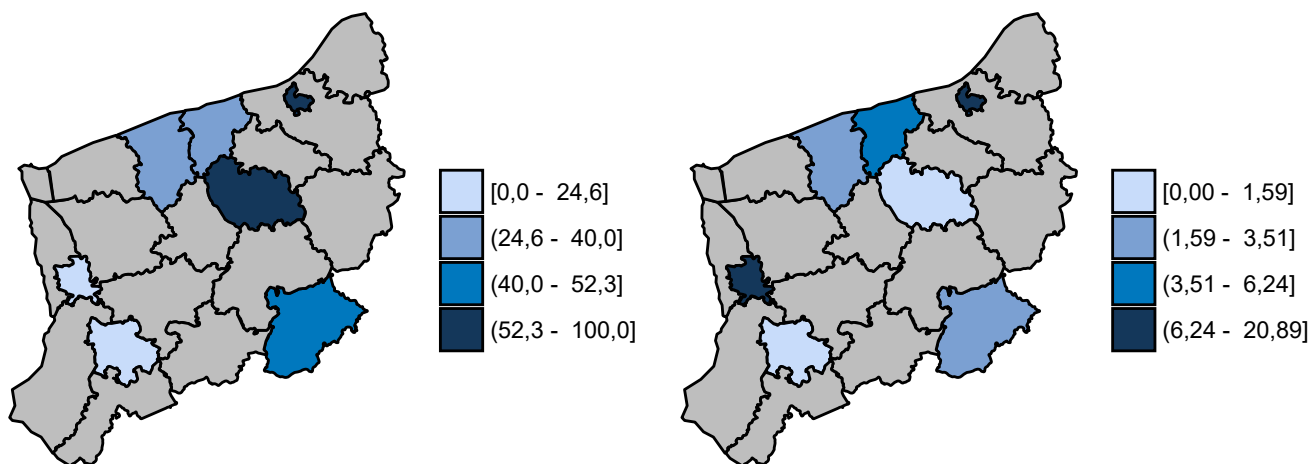 [0,0 - 24,6]
(24,6 - 40,0]
(40,0 - 52,3]
(52,3 - 100,0]
[0,00 - 1,59]
(1,59 - 3,51]
(3,51 - 6,24]
(6,24 - 20,89]